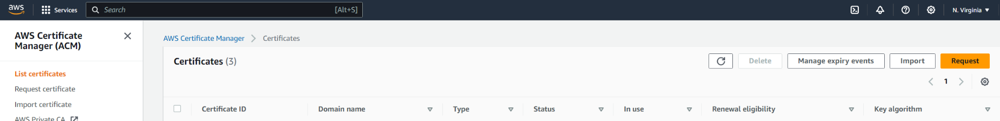 aws Services Search [Alt+S] N. Virginia
AWS Certificate
Manager (ACM)
List certificates
Request certificate
Import certificate
AWS Private CA
AWS Certificate Manager Certificates
Certificates (3) Delete Manage expiry events Import Request
1
Certificate ID Domain name Type Status In use Renewal eligibility Key algorithm